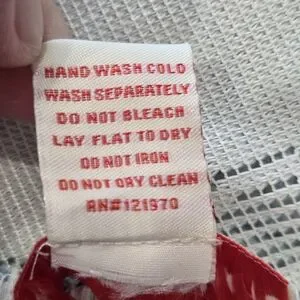 HAND WASH COLD
WASH SEPARATELY
DO NOT BLEACH
LAY FLAT TO DRY
DO NOT IRON
DO NOT DRY CLEAN
RN#121970